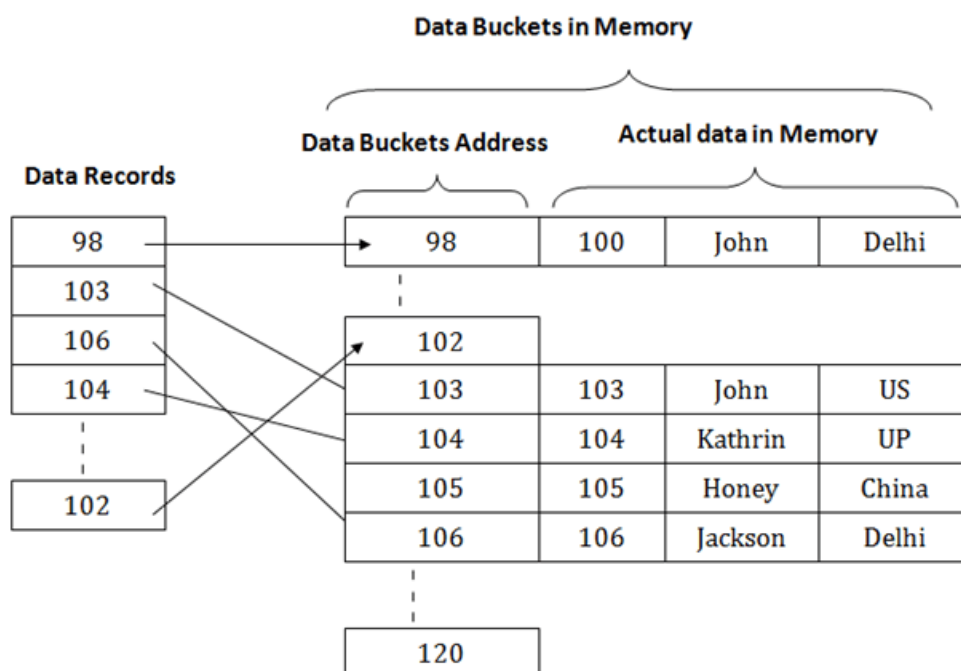 Data Buckets in Memory
Data Buckets Address
Actual data in Memory
Data Records
98
98 100 John Delhi
103
106
102
104
103 103 John US
104 104 Kathrin UP
102
105 105 Honey China
106 106 Jackson Delhi
120